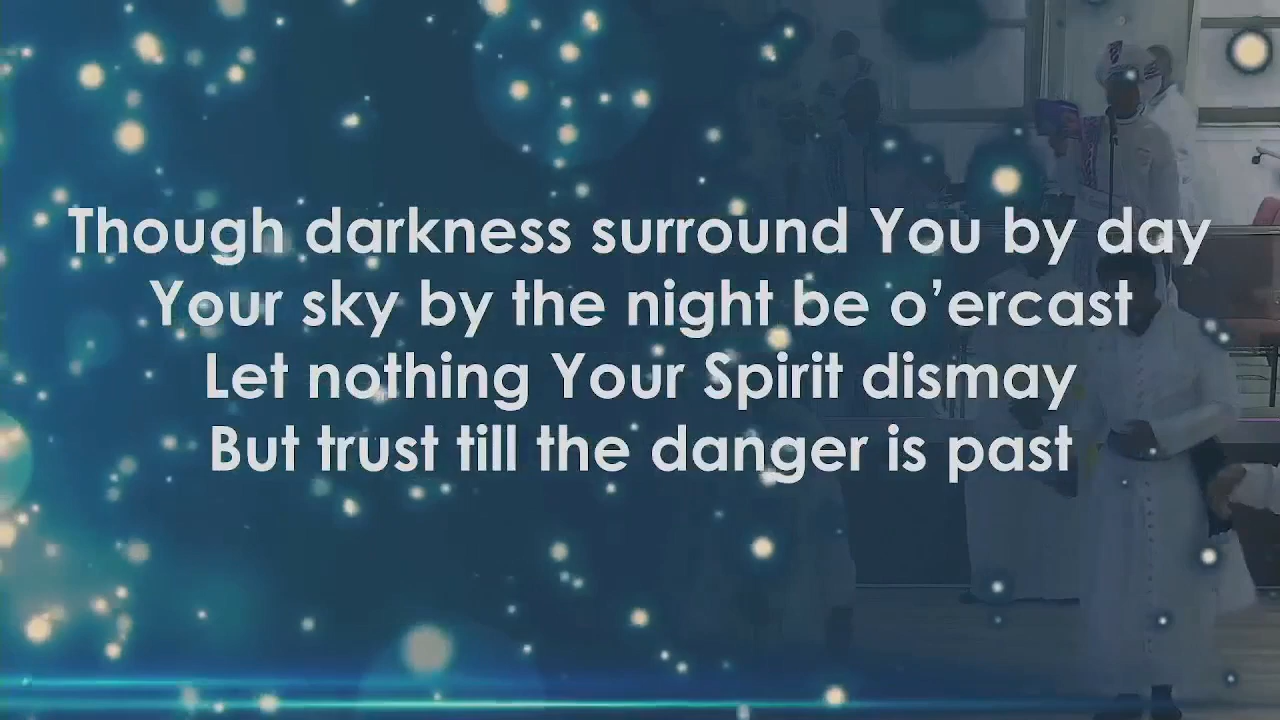 Though darkness surround You by day
Your sky by the night be o’ercast
Let nothing Your Spirit dismay
But trust till the danger is past